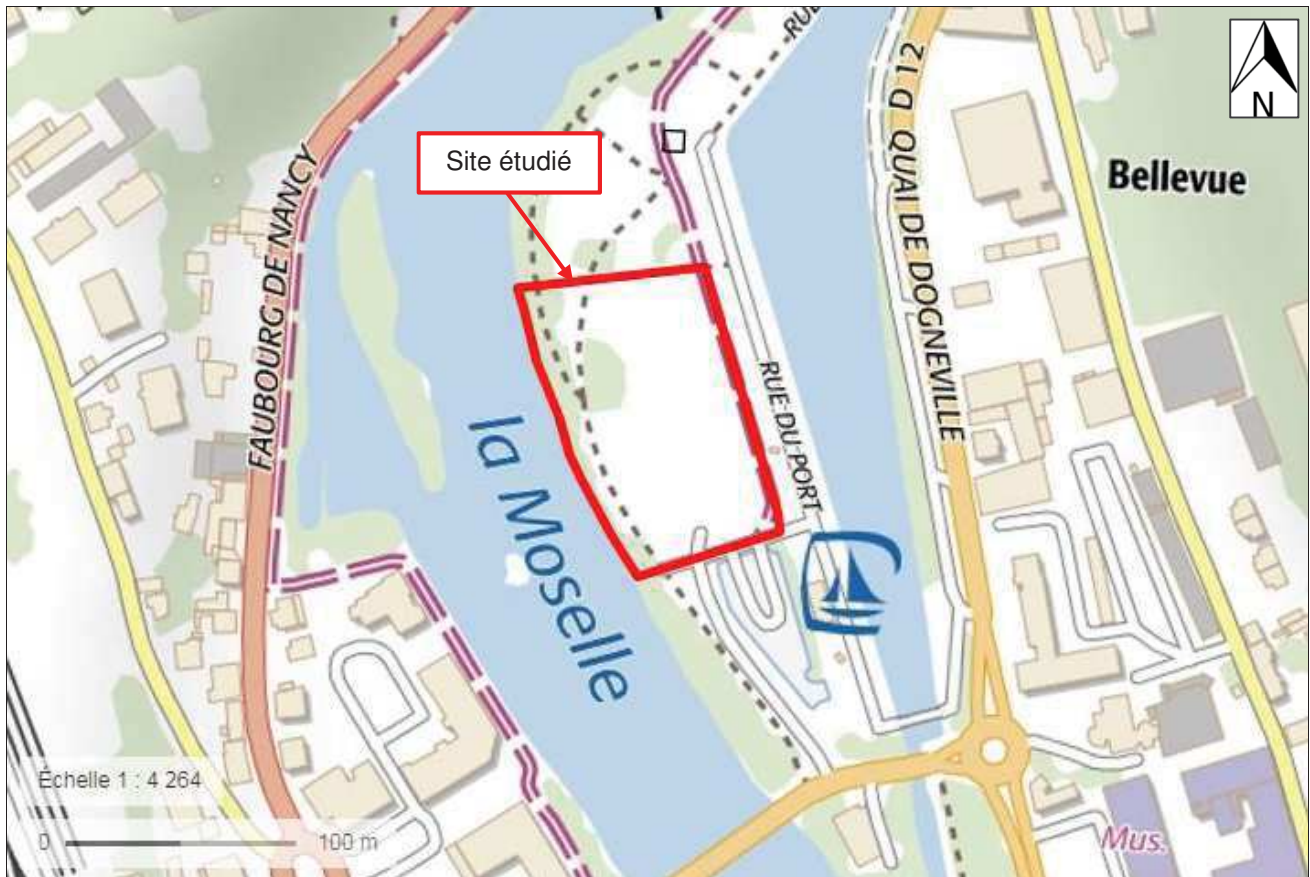 RUE
N
D 12 QUAI DE DOGNEVILLE
Site étudié
Bellevue
FAUBOURG DE NANCY
RUE DU PORT
la Moselle
Échelle 1 : 4 264
0 100 m
Mus.